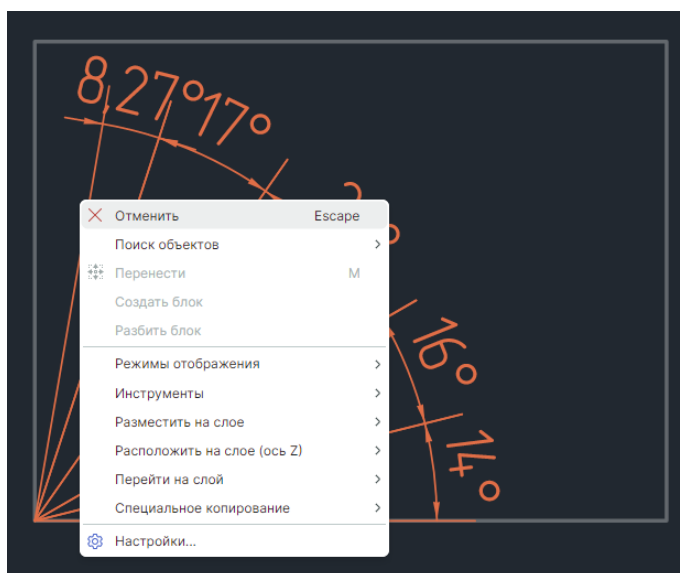 8,27°
17°
Отменить Escape
Поиск объектов
Перенести M
Создать блок
Разбить блок
Режимы отображения
Инструменты
Разместить на слое
Расположить на слое (ось Z)
Перейти на слой
Специальное копирование
Настройки...
16°
14°